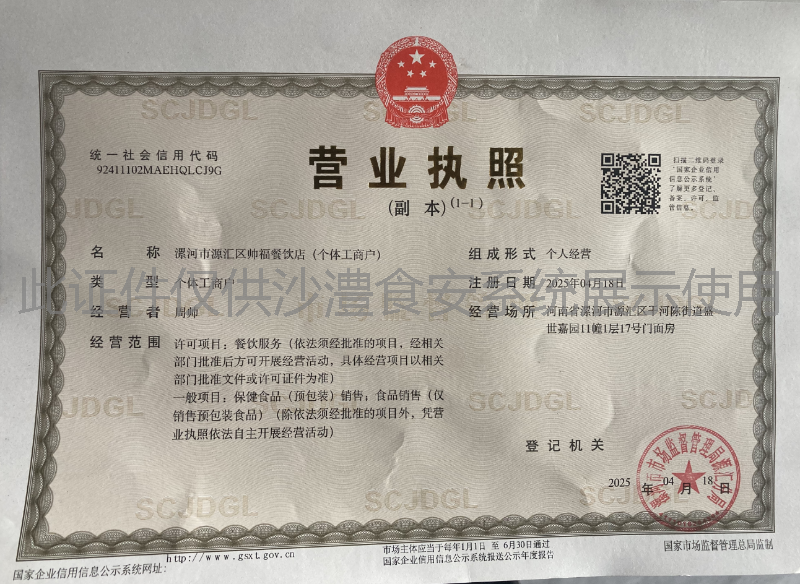 营业执照
(副 本)(1-1)
统一社会信用代码
92411102MAEHQLCJ9G
扫描二维码登录
"国家企业信用
信息公示系统"
了解更多登记、
备案、许可、监
管信息。
名 称 漯河市源汇区帅福餐饮店（个体工商户）
类 型 个体工商户
经 营 者 周帅
经营范围 许可项目：餐饮服务（依法须经批准的项目，经相关
部门批准后方可开展经营活动，具体经营项目以相关
部门批准文件或许可证件为准）
一般项目：保健食品（预包装）销售；食品销售（仅
销售预包装食品）（除依法须经批准的项目外，凭营
业执照依法自主开展经营活动）
组成形式 个人经营
注册日期 2025年04月18日
经营场所 河南省漯河市源汇区干河陈街道盛
世嘉园11幢1层17号门面房
此证件仅供沙澧食安系统展示使用
登记机关
2025 年 04 月 18 日
国家企业信用信息公示系统网址：
http://www.gsxt.gov.cn
市场主体应当于每年1月1日 至 6月30日通过
国家企业信用信息公示系统报送公示年度报告
国家市场监督管理总局监制
SCJDGL